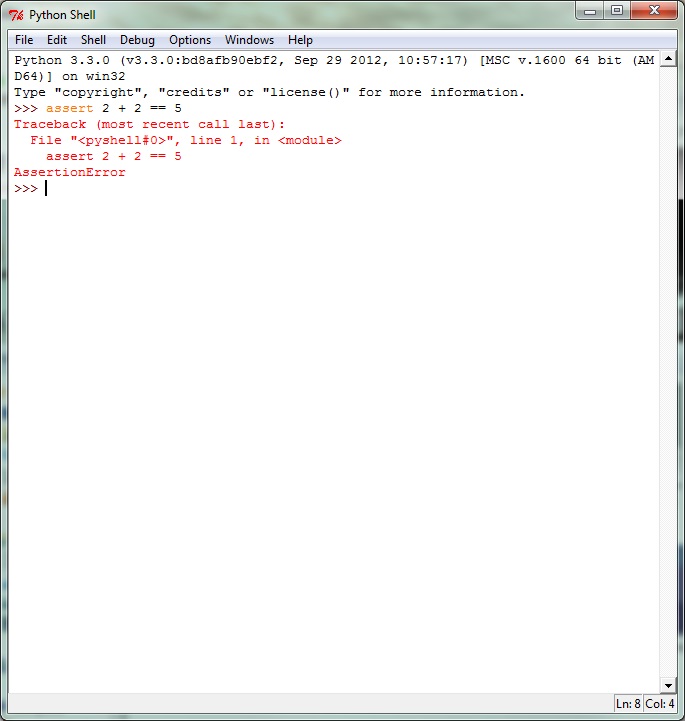 Python Shell
File Edit Shell Debug Options Windows Help
Python 3.3.0 (v3.3.0:bd8afb90ebf2, Sep 29 2012, 10:57:17) [MSC v.1600 64 bit (AM
D64)] on win32
Type "copyright", "credits" or "license()" for more information.
>>> assert 2 + 2 == 5
Traceback (most recent call last):
  File "<pyshell#0>", line 1, in <module>
    assert 2 + 2 == 5
AssertionError
>>>
Ln: 8 Col: 4